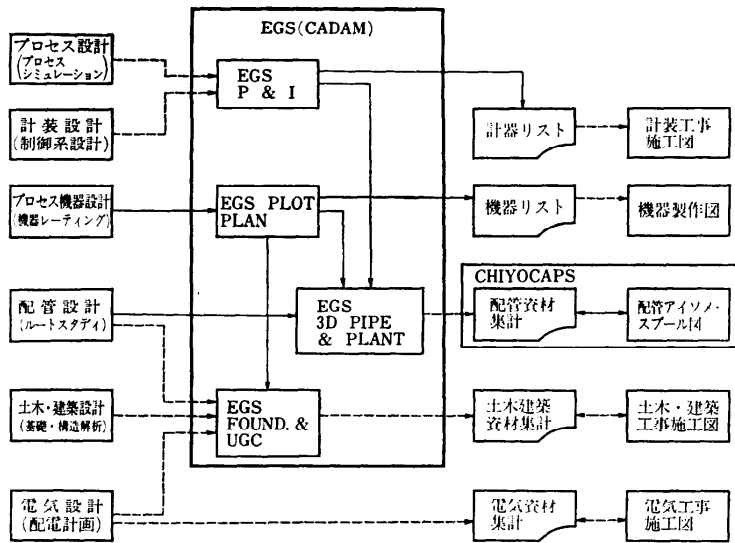 EGS(CADAM)
プロセス設計
(プロセス
シミュレーション)
EGS
P & I
計装設計
(制御系設計)
計器リスト
計装工事
施工図
プロセス機器設計
(機器レーティング)
EGS PLOT
PLAN
機器リスト
機器製作図
CHIYOCAPS
配管設計
(ルートスタディ)
EGS
3D PIPE
& PLANT
配管資材
集計
配管アイソメ・
スプール図
土木・建築設計
(基礎・構造解析)
EGS
FOUND. &
UGC
土木建築
資材集計
土木・建築
工事施工図
電気設計
(配電計画)
電気資材
集計
電気工事
施工図